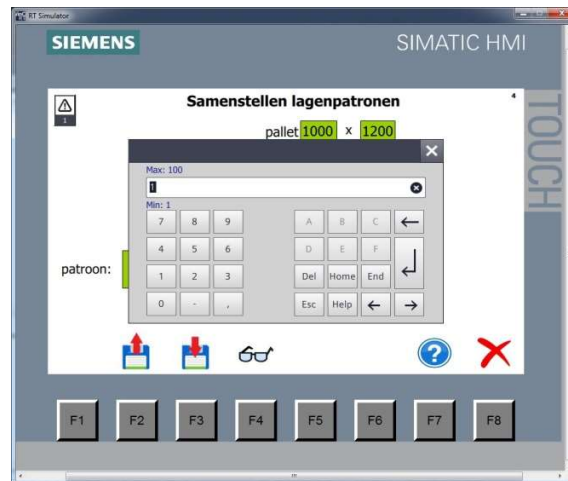 RT Simulator
SIEMENS
SIMATIC HMI
TOUCH
1
Samenstellen lagenpatronen
4
pallet 1000 x 1200
Max: 100
1
Min: 1
7 8 9 A B C
4 5 6 D E F
1 2 3 Del Home End
0 - , Esc Help
patroon:
?
F1 F2 F3 F4 F5 F6 F7 F8